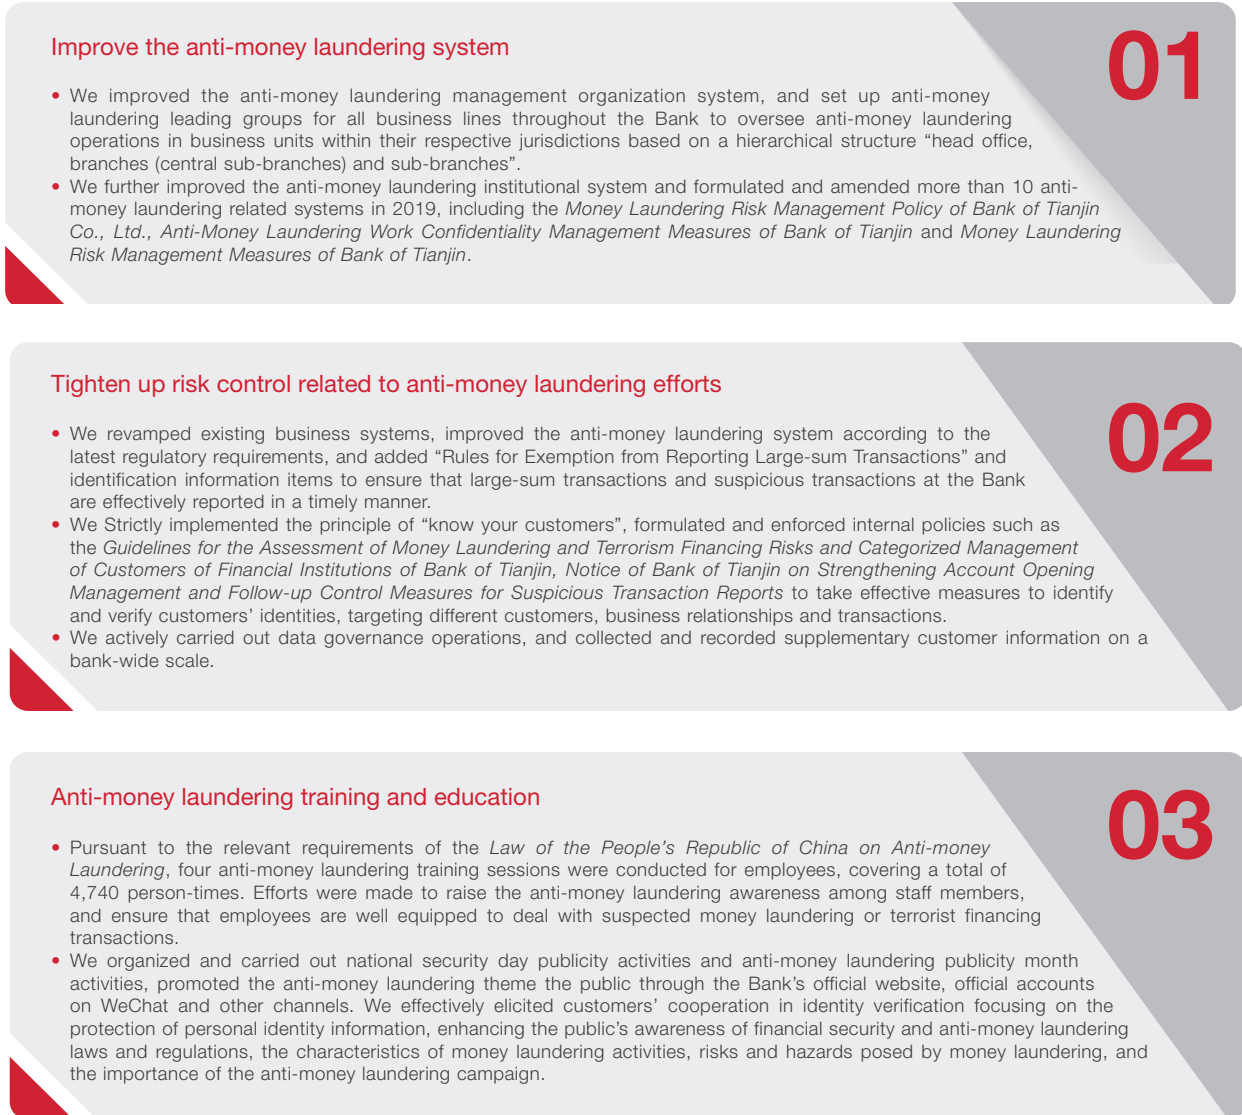 Improve the anti-money laundering system
01
• We improved the anti-money laundering management organization system, and set up anti-money
laundering leading groups for all business lines throughout the Bank to oversee anti-money laundering
operations in business units within their respective jurisdictions based on a hierarchical structure “head office,
branches (central sub-branches) and sub-branches”.
• We further improved the anti-money laundering institutional system and formulated and amended more than 10 anti-
money laundering related systems in 2019, including the Money Laundering Risk Management Policy of Bank of Tianjin
Co., Ltd., Anti-Money Laundering Work Confidentiality Management Measures of Bank of Tianjin and Money Laundering
Risk Management Measures of Bank of Tianjin.
Tighten up risk control related to anti-money laundering efforts
02
• We revamped existing business systems, improved the anti-money laundering system according to the
latest regulatory requirements, and added “Rules for Exemption from Reporting Large-sum Transactions” and
identification information items to ensure that large-sum transactions and suspicious transactions at the Bank
are effectively reported in a timely manner.
• We Strictly implemented the principle of “know your customers”, formulated and enforced internal policies such as
the Guidelines for the Assessment of Money Laundering and Terrorism Financing Risks and Categorized Management
of Customers of Financial Institutions of Bank of Tianjin, Notice of Bank of Tianjin on Strengthening Account Opening
Management and Follow-up Control Measures for Suspicious Transaction Reports to take effective measures to identify
and verify customers’ identities, targeting different customers, business relationships and transactions.
• We actively carried out data governance operations, and collected and recorded supplementary customer information on a
bank-wide scale.
Anti-money laundering training and education
03
• Pursuant to the relevant requirements of the Law of the People’s Republic of China on Anti-money
Laundering, four anti-money laundering training sessions were conducted for employees, covering a total of
4,740 person-times. Efforts were made to raise the anti-money laundering awareness among staff members,
and ensure that employees are well equipped to deal with suspected money laundering or terrorist financing
transactions.
• We organized and carried out national security day publicity activities and anti-money laundering publicity month
activities, promoted the anti-money laundering theme the public through the Bank’s official website, official accounts
on WeChat and other channels. We effectively elicited customers’ cooperation in identity verification focusing on the
protection of personal identity information, enhancing the public’s awareness of financial security and anti-money laundering
laws and regulations, the characteristics of money laundering activities, risks and hazards posed by money laundering, and
the importance of the anti-money laundering campaign.